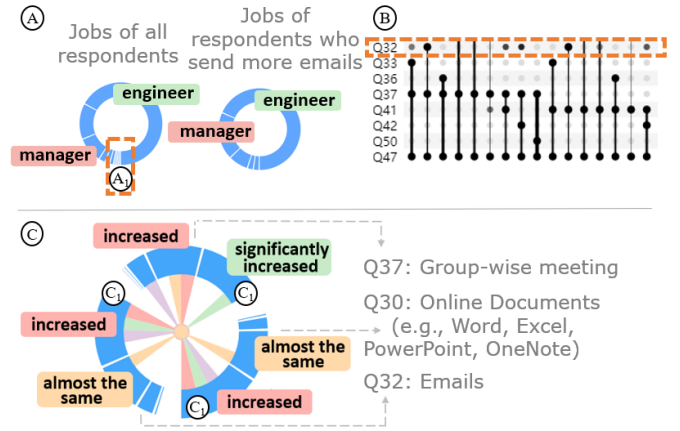 A
Jobs of all
respondents
engineer
manager
A1
Jobs of
respondents who
send more emails
engineer
manager
B
Q32
Q33
Q36
Q37
Q41
Q42
Q50
Q47
C
increased
significantly
increased
C1
C1
increased
almost the
same
almost the
same
C1
increased
Q37: Group-wise meeting
Q30: Online Documents
(e.g., Word, Excel,
PowerPoint, OneNote)
Q32: Emails